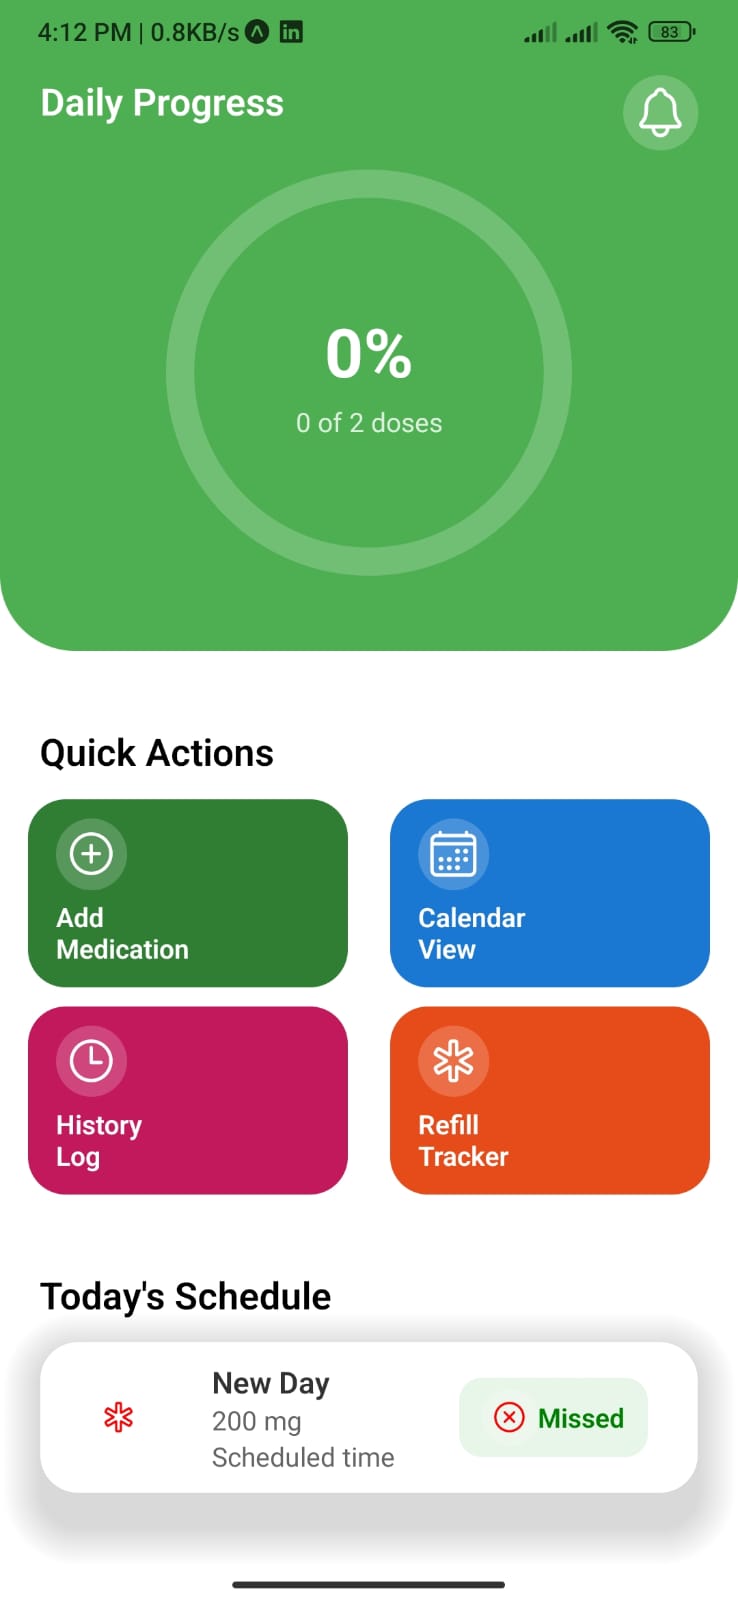 4:12 PM | 0.8KB/s in 83
Daily Progress
0%
0 of 2 doses
Quick Actions
Add
Medication
Calendar
View
History
Log
Refill
Tracker
Today's Schedule
New Day
200 mg
Scheduled time
Missed